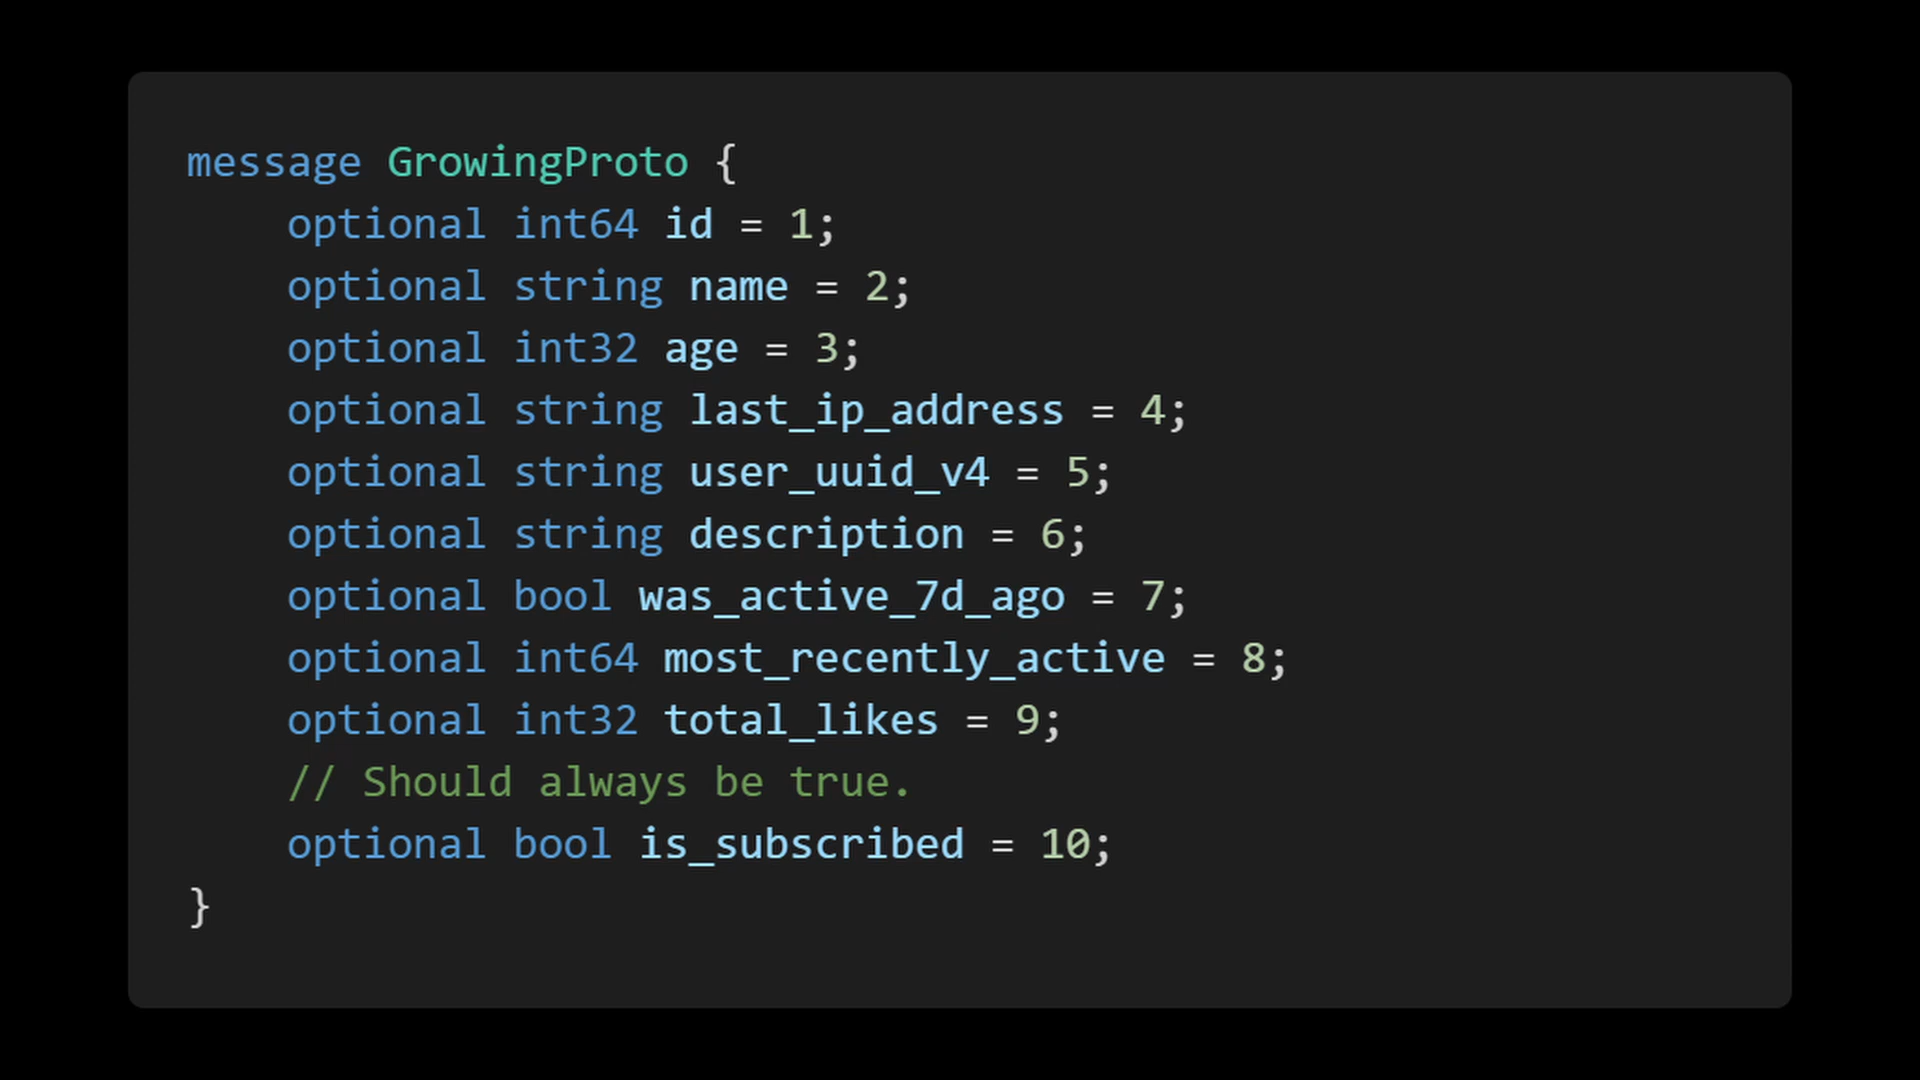 message GrowingProto {
    optional int64 id = 1;
    optional string name = 2;
    optional int32 age = 3;
    optional string last_ip_address = 4;
    optional string user_uuid_v4 = 5;
    optional string description = 6;
    optional bool was_active_7d_ago = 7;
    optional int64 most_recently_active = 8;
    optional int32 total_likes = 9;
    // Should always be true.
    optional bool is_subscribed = 10;
}